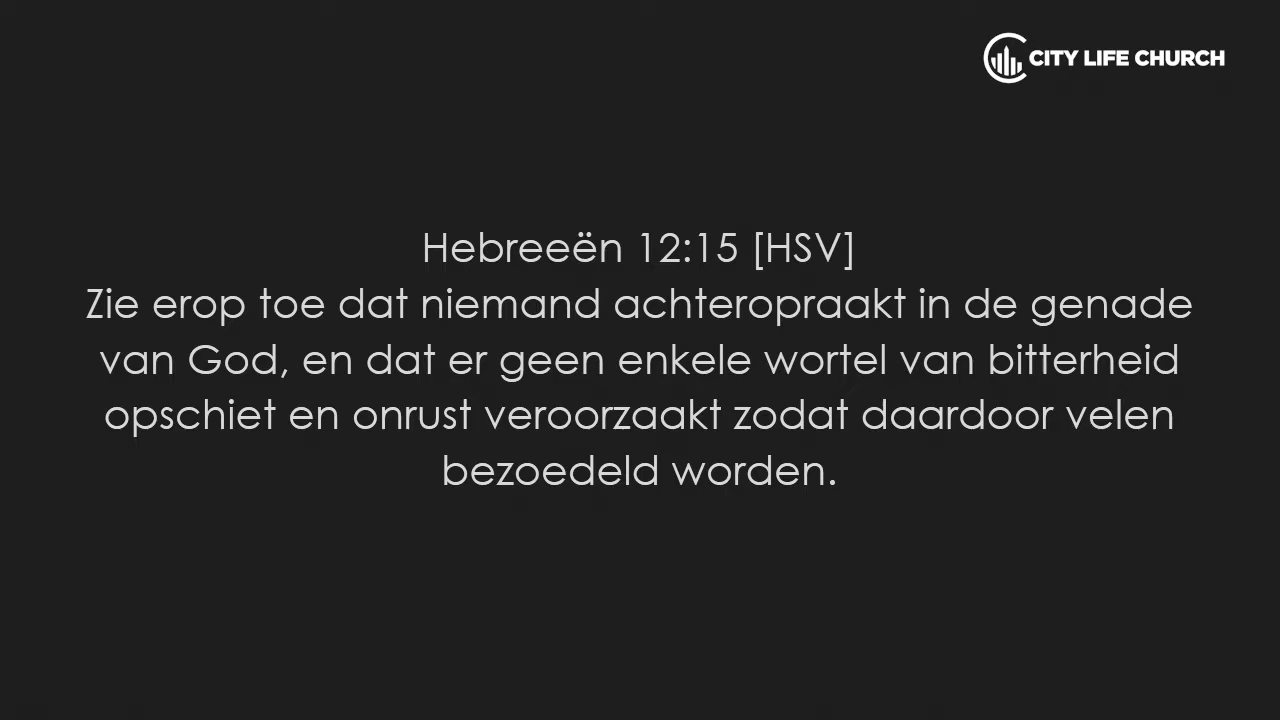 CITY LIFE CHURCH
Hebreeën 12:15 [HSV]
Zie erop toe dat niemand achteropraakt in de genade
van God, en dat er geen enkele wortel van bitterheid
opschiet en onrust veroorzaakt zodat daardoor velen
bezoedeld worden.